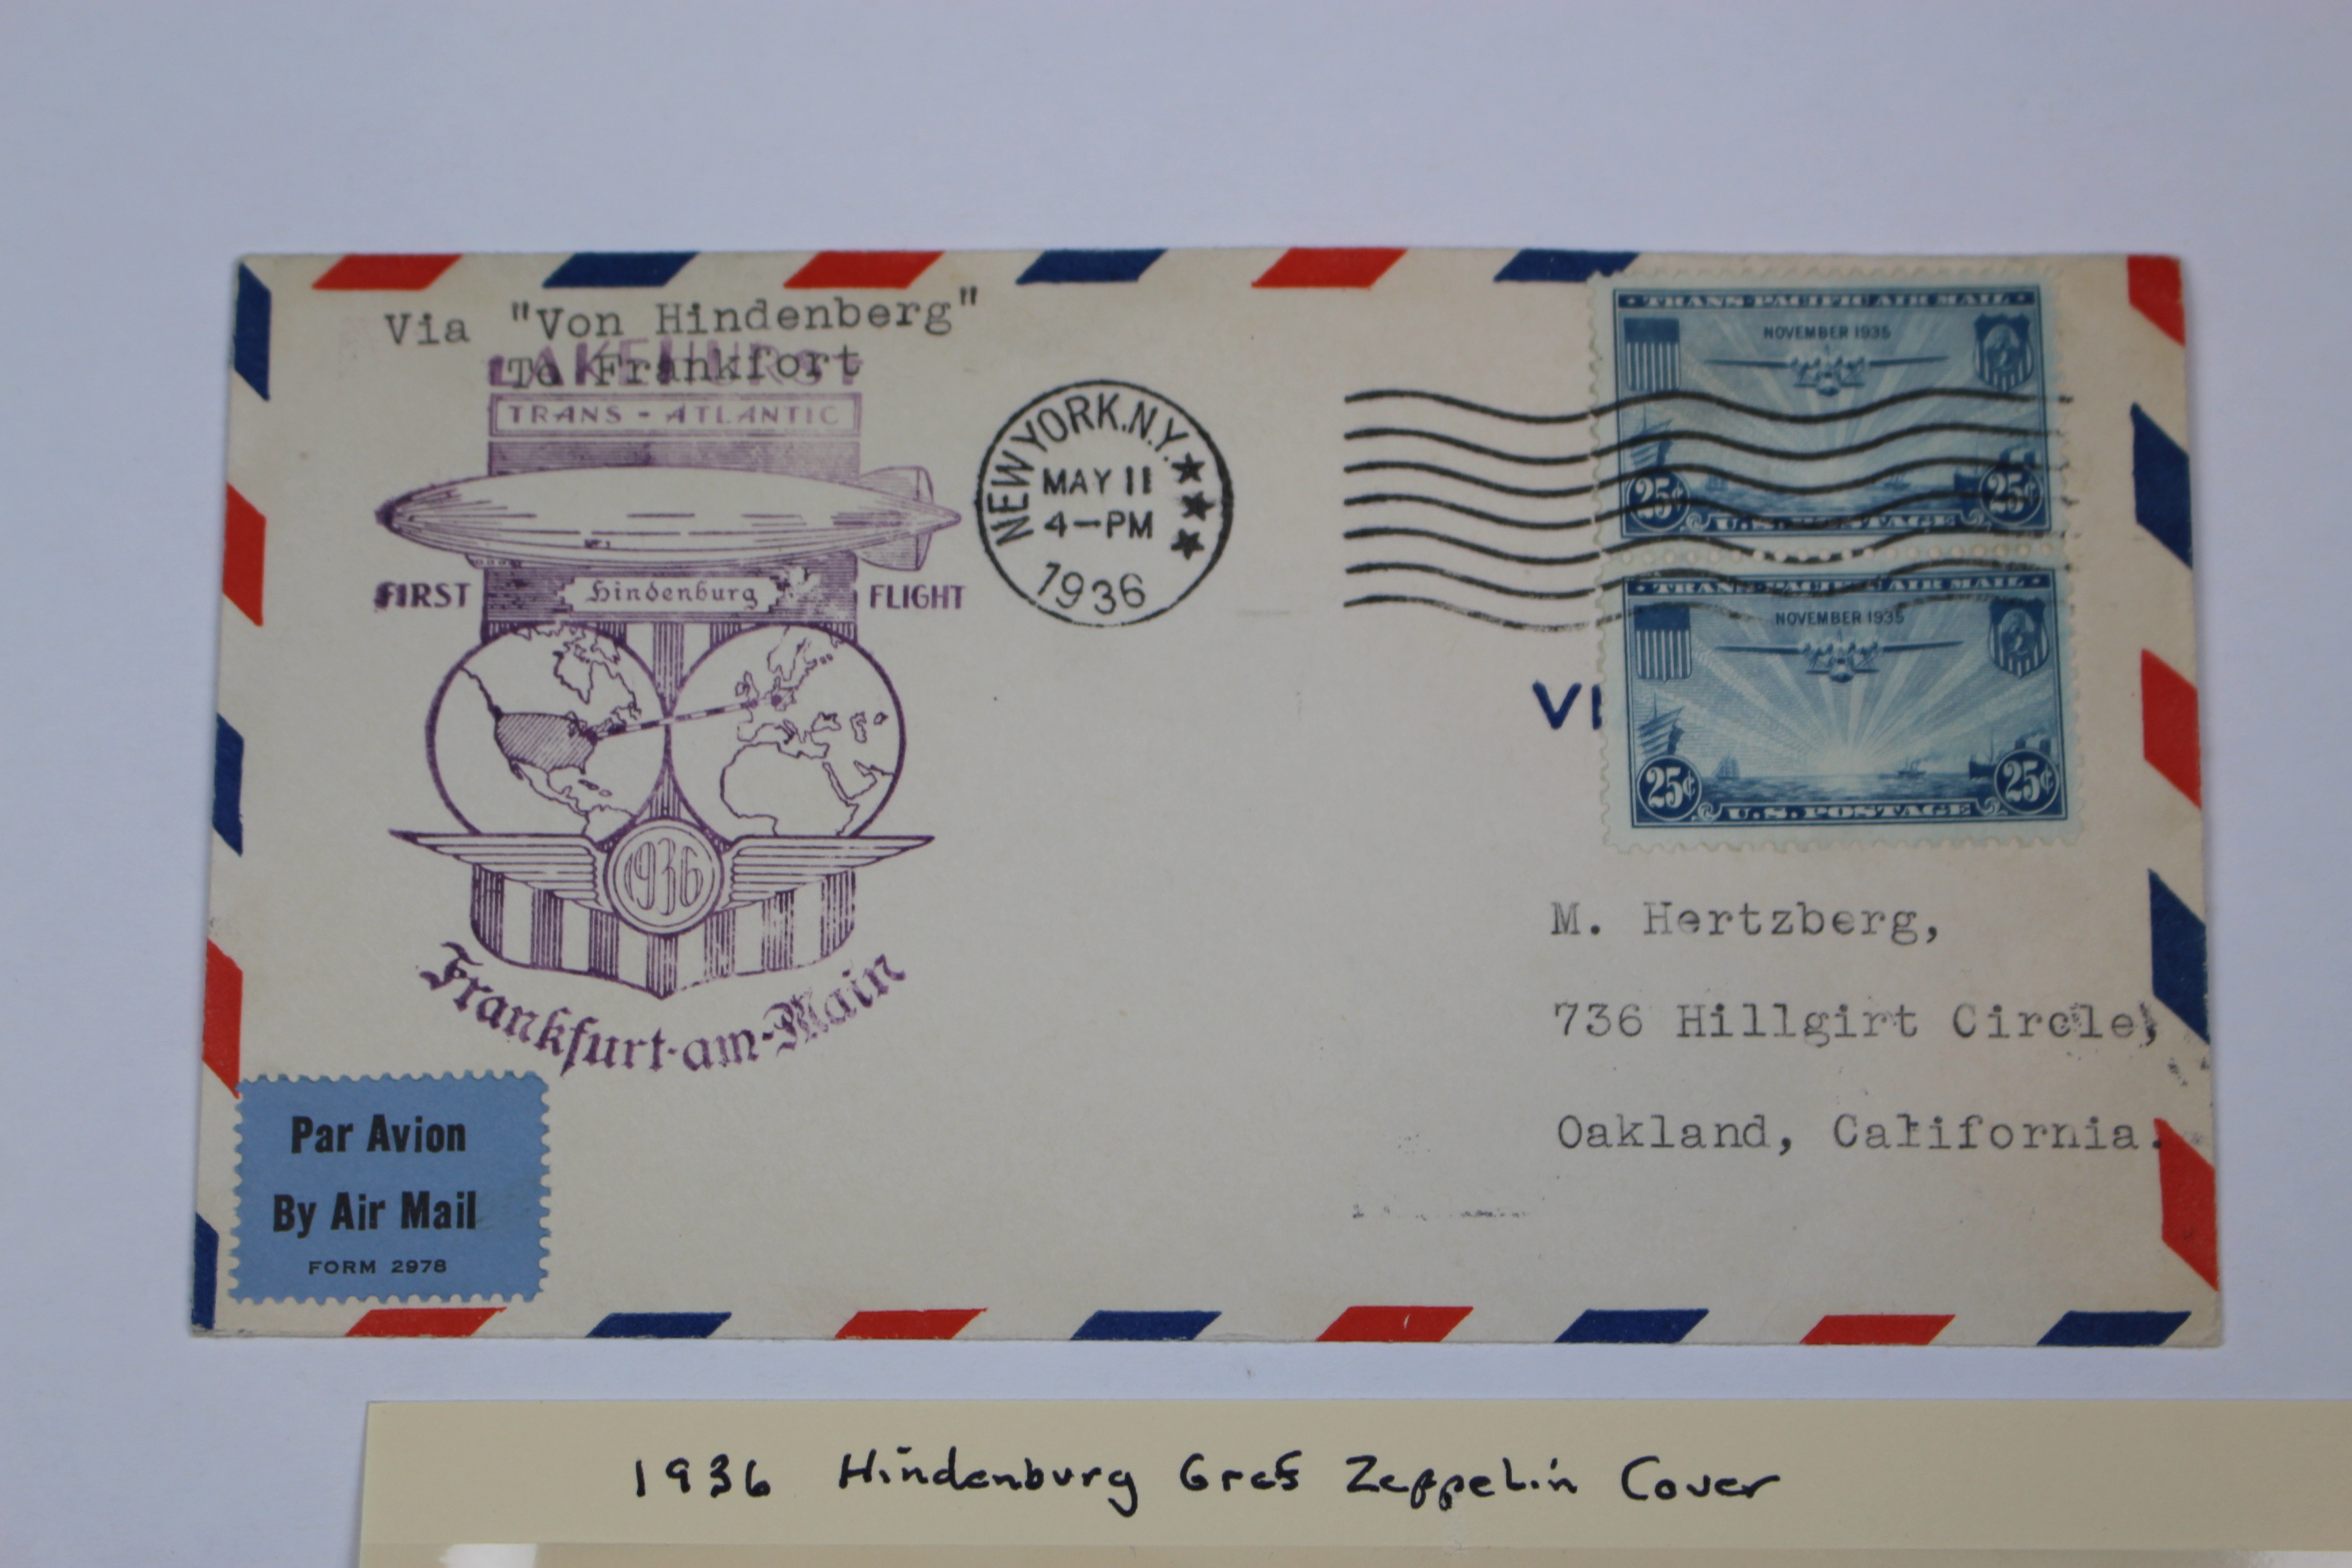 Via "Von Hindenberg"
To Frankfort
LAKEHURST
TRANS-ATLANTIC
FIRST Hindenburg FLIGHT
1936
Frankfurt-am-Main
NEW YORK, N.Y.
MAY 11
4-PM
1936
TRANS-PACIFIC AIR MAIL
NOVEMBER 1935
25¢ 25¢
U.S. POSTAGE
TRANS-PACIFIC AIR MAIL
NOVEMBER 1935
25¢ 25¢
U.S. POSTAGE
VI
M. Hertzberg,
736 Hillgirt Circle,
Oakland, California.
Par Avion
By Air Mail
FORM 2978
1936 Hindenburg Graf Zeppelin Cover